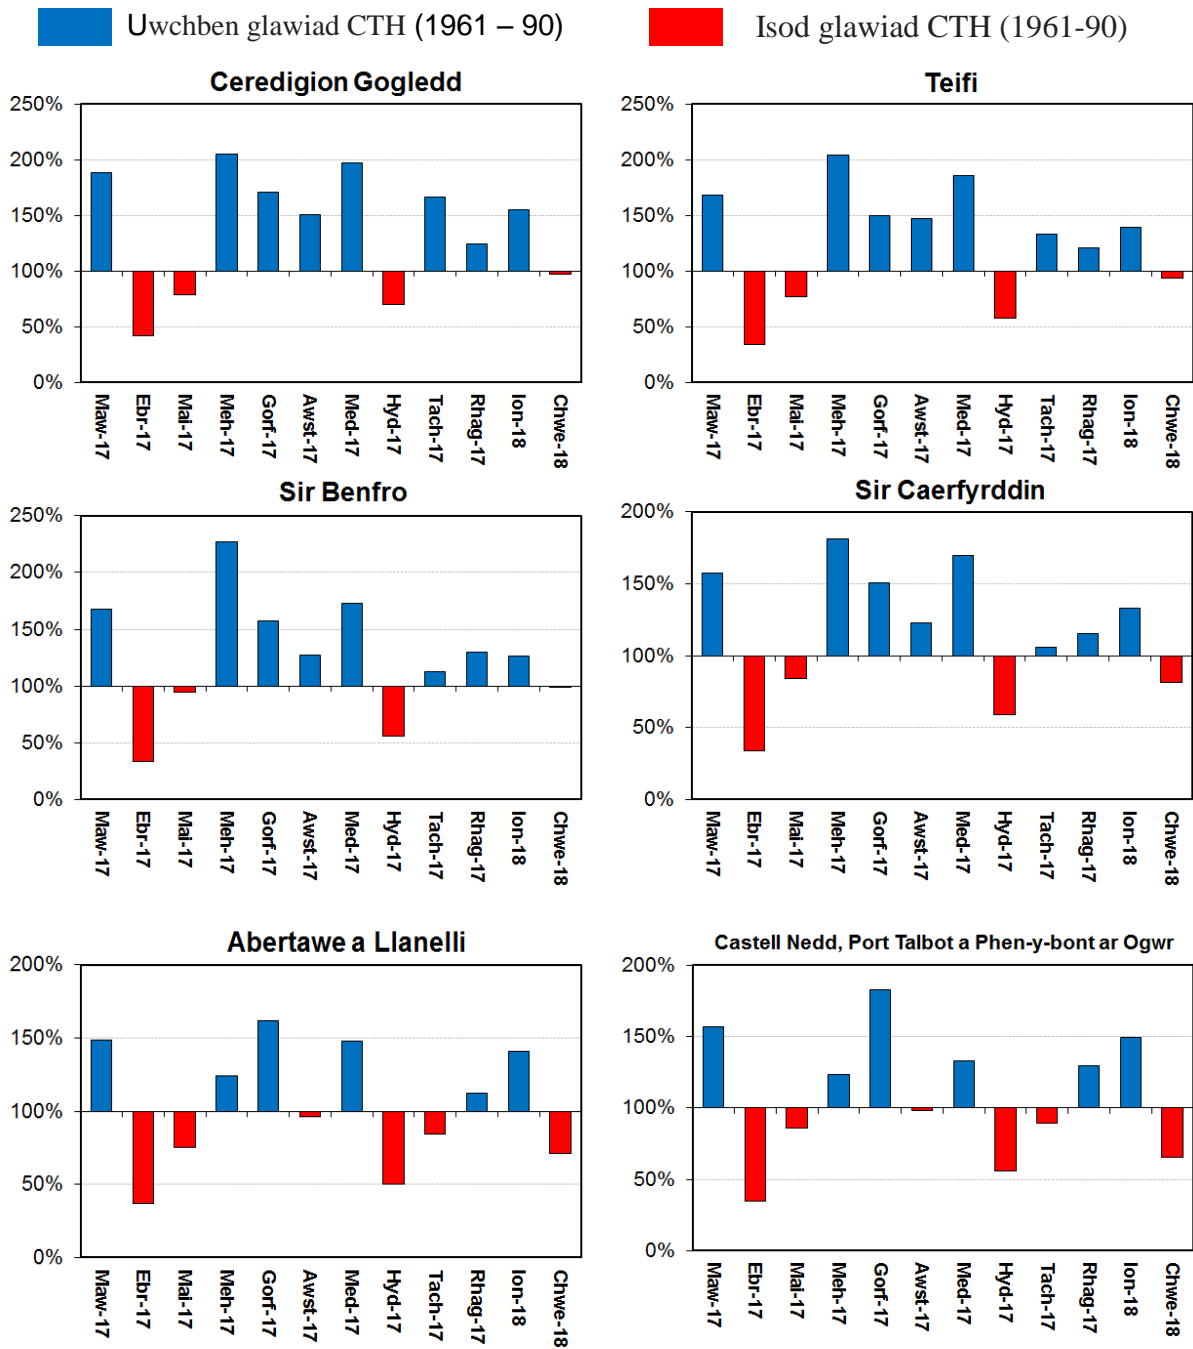 Uwchben glawiad CTH (1961 – 90)
Isod glawiad CTH (1961-90)
Ceredigion Gogledd
250%
200%
150%
100%
50%
0%
Maw-17
Ebr-17
Mai-17
Meh-17
Gorf-17
Awst-17
Med-17
Hyd-17
Tach-17
Rhag-17
Ion-18
Chwe-18
Teifi
250%
200%
150%
100%
50%
0%
Maw-17
Ebr-17
Mai-17
Meh-17
Gorf-17
Awst-17
Med-17
Hyd-17
Tach-17
Rhag-17
Ion-18
Chwe-18
Sir Benfro
250%
200%
150%
100%
50%
0%
Maw-17
Ebr-17
Mai-17
Meh-17
Gorf-17
Awst-17
Med-17
Hyd-17
Tach-17
Rhag-17
Ion-18
Chwe-18
Sir Caerfyrddin
200%
150%
100%
50%
0%
Maw-17
Ebr-17
Mai-17
Meh-17
Gorf-17
Awst-17
Med-17
Hyd-17
Tach-17
Rhag-17
Ion-18
Chwe-18
Abertawe a Llanelli
200%
150%
100%
50%
0%
Maw-17
Ebr-17
Mai-17
Meh-17
Gorf-17
Awst-17
Med-17
Hyd-17
Tach-17
Rhag-17
Ion-18
Chwe-18
Castell Nedd, Port Talbot a Phen-y-bont ar Ogwr
200%
150%
100%
50%
0%
Maw-17
Ebr-17
Mai-17
Meh-17
Gorf-17
Awst-17
Med-17
Hyd-17
Tach-17
Rhag-17
Ion-18
Chwe-18